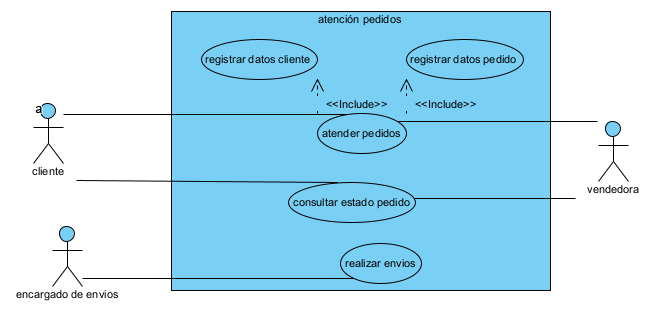 atención pedidos
registrar datos cliente
registrar datos pedido
<<Include>>
<<Include>>
a
atender pedidos
cliente
vendedora
consultar estado pedido
realizar envios
encargado de envios